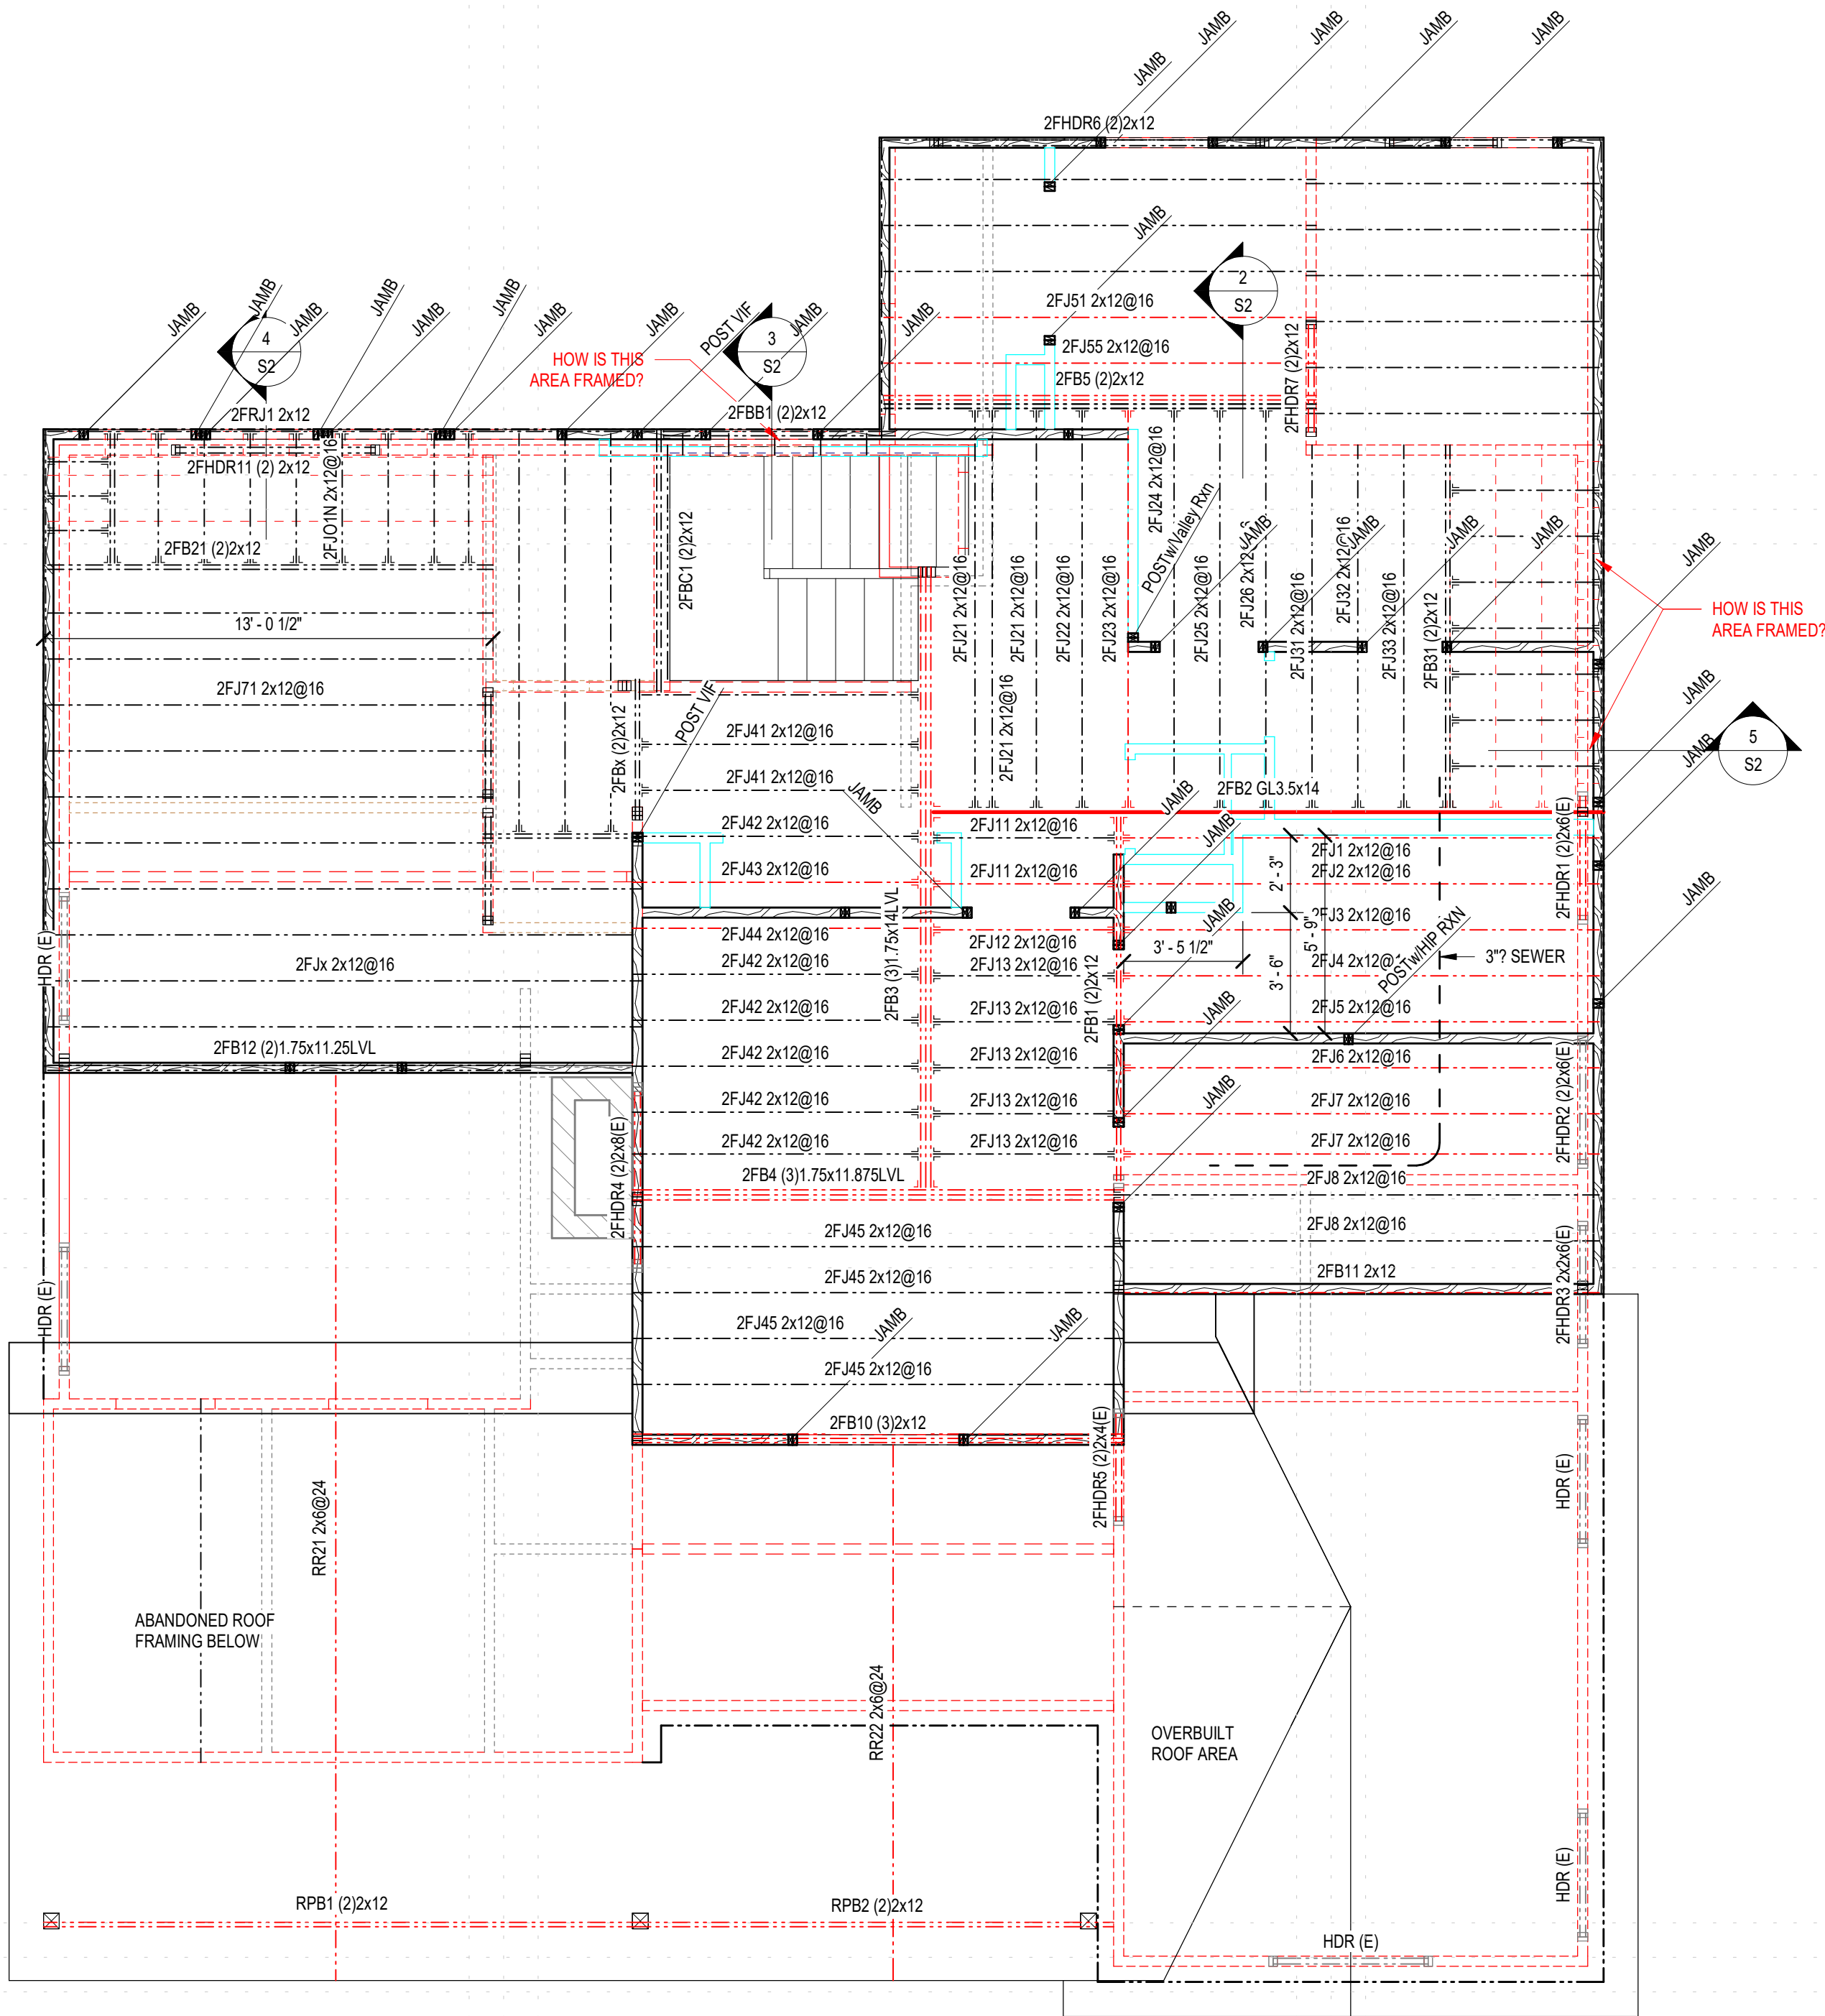 JAMB
JAMB
JAMB
JAMB
JAMB
2FHDR6 (2)2x12
JAMB
2
S2
2FJ51 2x12@16
2FJ55 2x12@16
2FB5 (2)2x12
2FHDR7 (2)2x12
JAMB
JAMB
JAMB
JAMB
JAMB
JAMB
JAMB
JAMB
POST VIF
JAMB
JAMB
4
S2
3
S2
HOW IS THIS
AREA FRAMED?
2FRJ1 2x12
2FBB1 (2)2x12
2FHDR11 (2) 2x12
2FJO1N 2x12@16
2FB21 (2)2x12
13' - 0 1/2"
2FJ71 2x12@16
2FBC1 (2)2x12
2FBx (2)2x12
POST VIF
2FJ21 2x12@16
2FJ21 2x12@16
2FJ21 2x12@16
2FJ22 2x12@16
2FJ23 2x12@16
2FJ24 2x12@16
POSTw/Valley Rxn
2FJ25 2x12@16
2FJ26 2x12
6
JAMB
2FJ31 2x12@16
2FJ32 2x12@16
JAMB
2FJ33 2x12@16
2FB31 (2)2x12
JAMB
JAMB
HOW IS THIS
AREA FRAMED?
JAMB
JAMB
5
S2
2FJ41 2x12@16
2FJ41 2x12@16
JAMB
2FJ42 2x12@16
2FJ43 2x12@16
2FJ44 2x12@16
2FJ42 2x12@16
2FJ42 2x12@16
2FJ42 2x12@16
2FJ42 2x12@16
2FJ42 2x12@16
2FB3 (3)1.75x14LVL
2FJ11 2x12@16
2FJ11 2x12@16
2FJ12 2x12@16
2FJ13 2x12@16
2FJ13 2x12@16
2FJ13 2x12@16
2FJ13 2x12@16
2FJ13 2x12@16
2FB1 (2)2x12
JAMB
JAMB
JAMB
JAMB
JAMB
2FB2 GL3.5x14
2FJ1 2x12@16
2FJ2 2x12@16
2FJ3 2x12@16
2FJ4 2x12@
2FJ5 2x12@16
2FJ6 2x12@16
2FJ7 2x12@16
2FJ7 2x12@16
2FJ8 2x12@16
2FJ8 2x12@16
2FB11 2x12
2' - 3"
5' - 9"
3' - 6"
3' - 5 1/2"
POSTw/HIP RXN
3"? SEWER
2FHDR1 (2)2x6(E)
JAMB
2FHDR2 (2)2x6(E)
2FHDR3 2x2x6(E)
HDR (E)
2FJx 2x12@16
2FB12 (2)1.75x11.25LVL
2FHDR4 (2)2x8(E)
HDR (E)
2FB4 (3)1.75x11.875LVL
2FJ45 2x12@16
2FJ45 2x12@16
2FJ45 2x12@16
2FJ45 2x12@16
JAMB
JAMB
2FB10 (3)2x12
2FHDR5 (2)2x4(E)
HDR (E)
RR21 2x6@24
ABANDONED ROOF
FRAMING BELOW
RR22 2x6@24
OVERBUILT
ROOF AREA
HDR (E)
RPB1 (2)2x12
RPB2 (2)2x12
HDR (E)